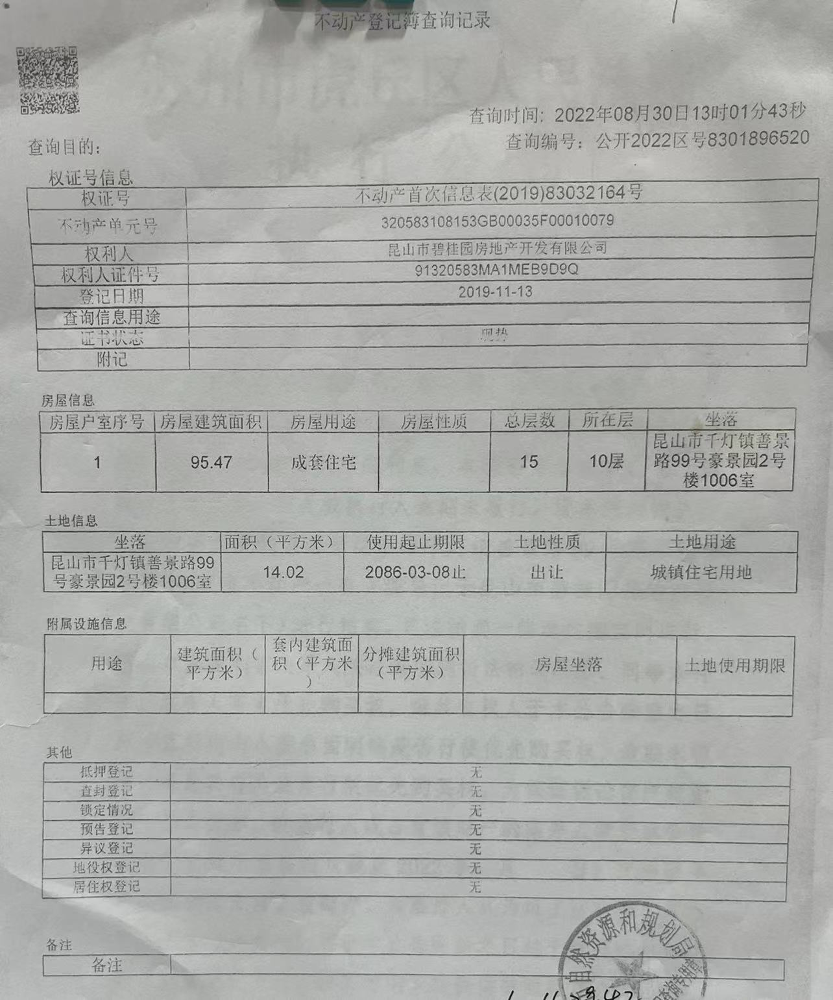 不动产登记簿查询记录
查询时间：2022年08月30日13时01分43秒
查询编号：公开2022区号8301896520
查询目的：
权证号信息
权证号 不动产首次信息表(2019)83032164号
不动产单元号 320583108153GB00035F00010079
权利人 昆山市碧桂园房地产开发有限公司
权利人证件号 91320583MA1MEB9D9Q
登记日期 2019-11-13
查询信息用途
证书状态 现势
附记
房屋信息
房屋户室序号 房屋建筑面积 房屋用途 房屋性质 总层数 所在层 坐落
1 95.47 成套住宅 15 10层 昆山市千灯镇善景
路99号豪景园2号
楼1006室
土地信息
坐落 面积（平方米） 使用起止期限 土地性质 土地用途
昆山市千灯镇善景路99
号豪景园2号楼1006室 14.02 2086-03-08止 出让 城镇住宅用地
附属设施信息
用途 建筑面积（
平方米） 套内建筑面
积（平方米
） 分摊建筑面积
（平方米） 房屋坐落 土地使用期限
其他
抵押登记 无
查封登记 无
锁定情况 无
预告登记 无
异议登记 无
地役权登记 无
居住权登记 无
备注
备注
自然资源和规划局
查询专用章